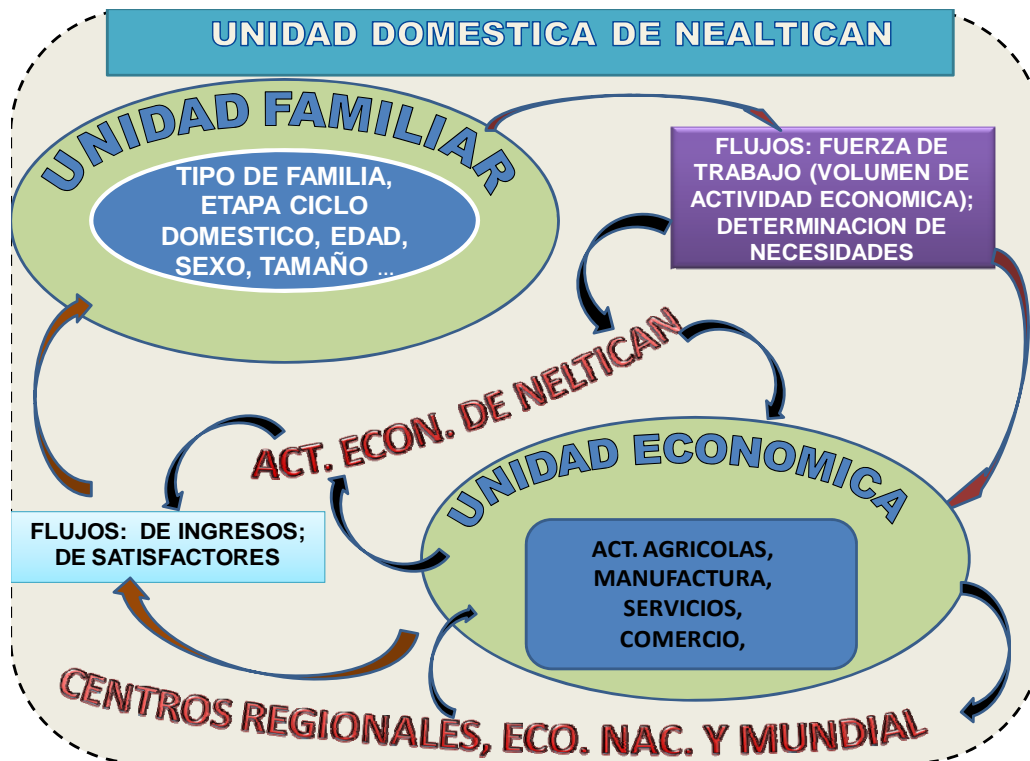 UNIDAD DOMESTICA DE NEALTICAN
UNIDAD FAMILIAR
TIPO DE FAMILIA,
ETAPA CICLO
DOMESTICO, EDAD,
SEXO, TAMAÑO ...
FLUJOS: FUERZA DE
TRABAJO (VOLUMEN DE
ACTIVIDAD ECONOMICA);
DETERMINACION DE
NECESIDADES
ACT. ECON. DE NELTICAN
UNIDAD ECONOMICA
ACT. AGRICOLAS,
MANUFACTURA,
SERVICIOS,
COMERCIO,
FLUJOS: DE INGRESOS;
DE SATISFACTORES
CENTROS REGIONALES, ECO. NAC. Y MUNDIAL